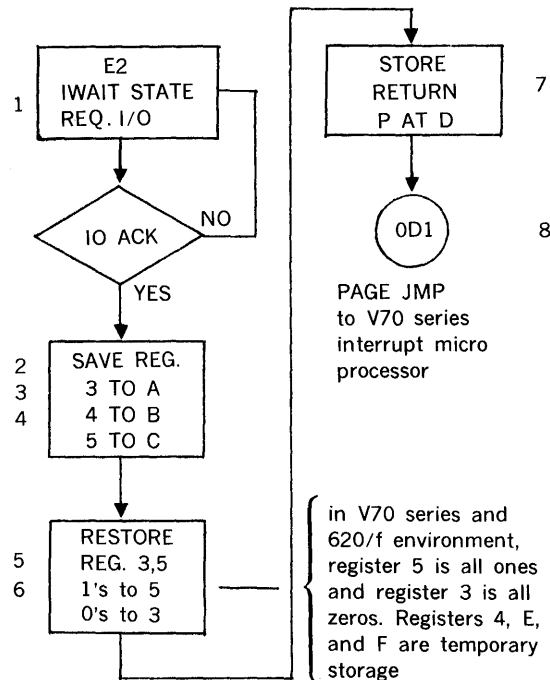 1
E2
IWAIT STATE
REQ. I/O
IO ACK
NO
YES
2
3
4
SAVE REG.
3 TO A
4 TO B
5 TO C
5
6
RESTORE
REG. 3,5
1's to 5
0's to 3
in V70 series and
620/f environment,
register 5 is all ones
and register 3 is all
zeros. Registers 4, E,
and F are temporary
storage
STORE
RETURN
P AT D
7
0D1
8
PAGE JMP
to V70 series
interrupt micro
processor